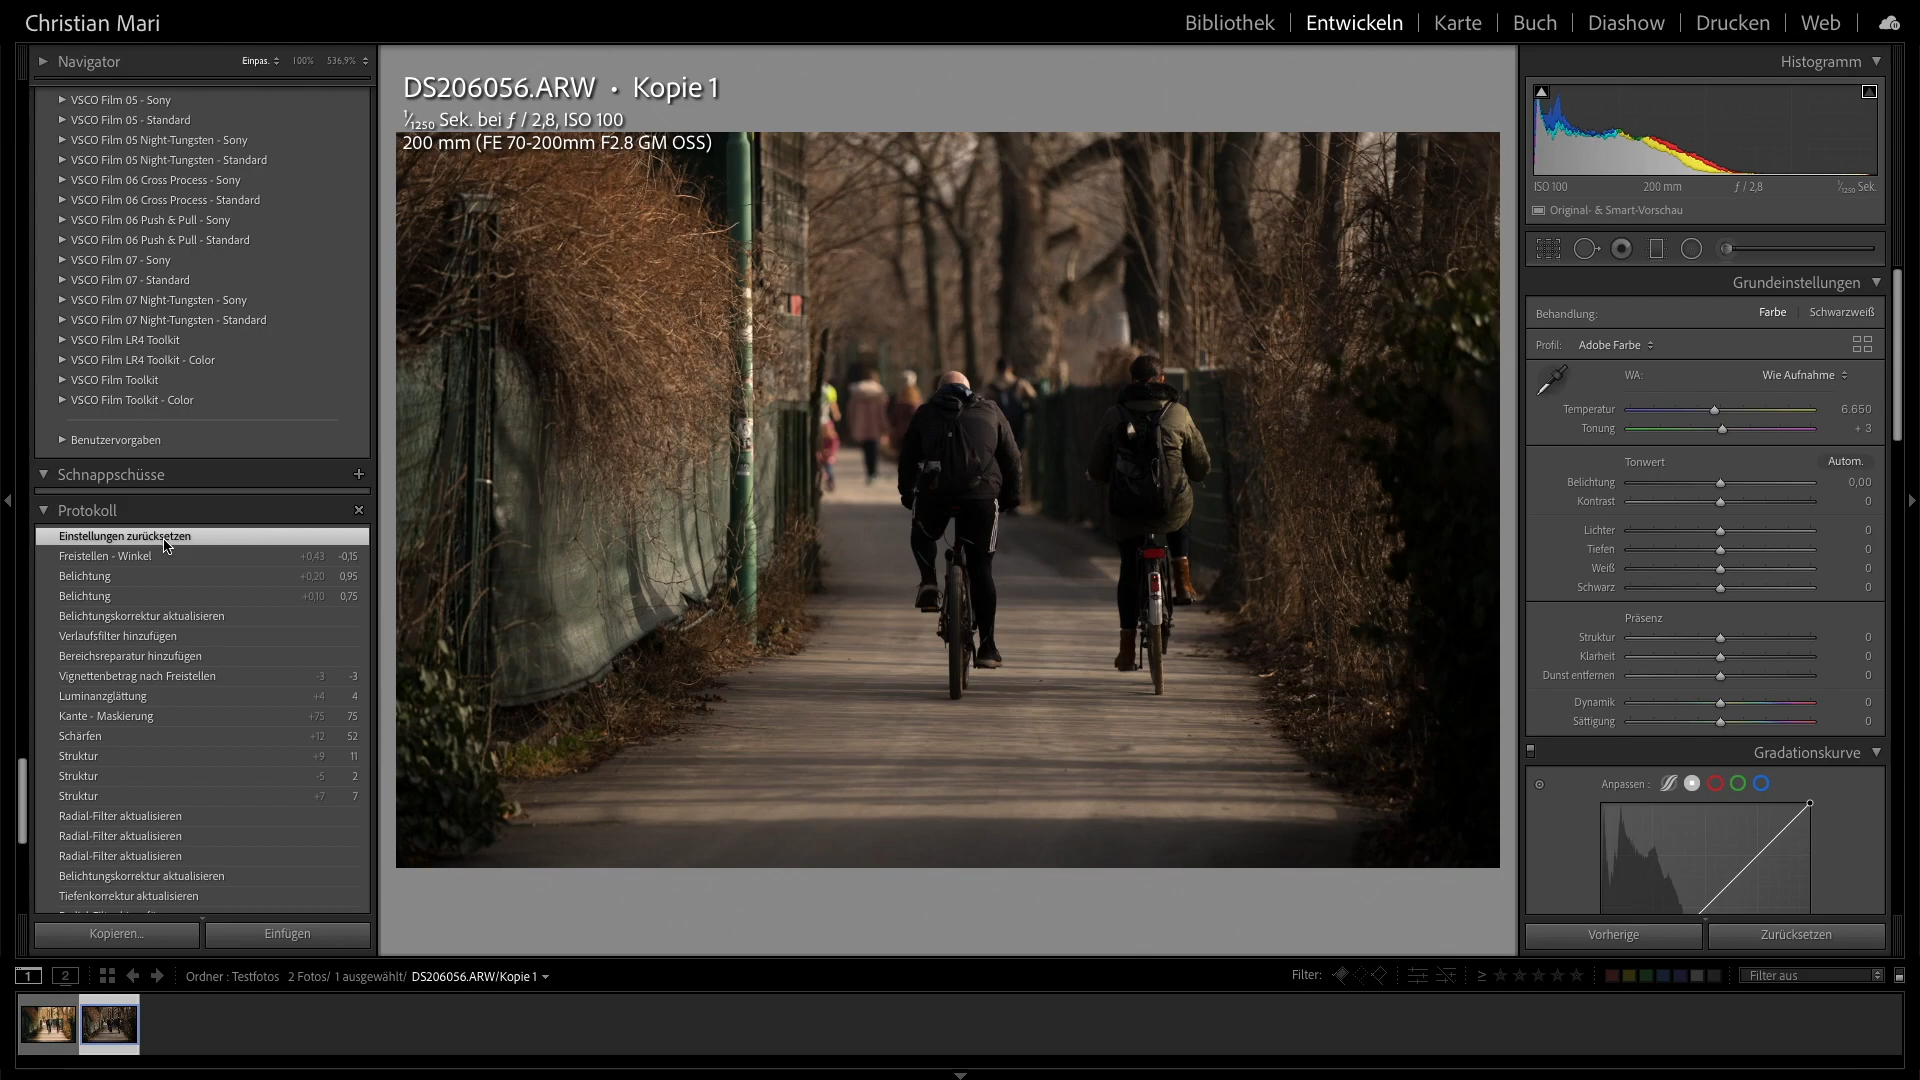 Christian Mari
Bibliothek | Entwickeln | Karte | Buch | Diashow | Drucken | Web
Navigator Einpas. 100% 536,9%
VSCO Film 05 - Sony
VSCO Film 05 - Standard
VSCO Film 05 Night-Tungsten - Sony
VSCO Film 05 Night-Tungsten - Standard
VSCO Film 06 Cross Process - Sony
VSCO Film 06 Cross Process - Standard
VSCO Film 06 Push & Pull - Sony
VSCO Film 06 Push & Pull - Standard
VSCO Film 07 - Sony
VSCO Film 07 - Standard
VSCO Film 07 Night-Tungsten - Sony
VSCO Film 07 Night-Tungsten - Standard
VSCO Film LR4 Toolkit
VSCO Film LR4 Toolkit - Color
VSCO Film Toolkit
VSCO Film Toolkit - Color
Benutzervorgaben
Schnappschüsse +
Protokoll
Einstellungen zurücksetzen
Freistellen - Winkel +0,43 -0,15
Belichtung +0,20 0,95
Belichtung +0,10 0,75
Belichtungskorrektur aktualisieren
Verlaufsfilter hinzufügen
Bereichsreparatur hinzufügen
Vignettenbetrag nach Freistellen -3 -3
Luminanzglättung +4 4
Kante - Maskierung +75 75
Schärfen +12 52
Struktur +9 11
Struktur -5 2
Struktur +7 7
Radial-Filter aktualisieren
Radial-Filter aktualisieren
Radial-Filter aktualisieren
Belichtungskorrektur aktualisieren
Tiefenkorrektur aktualisieren
Kopieren... Einfügen
DS206056.ARW • Kopie 1
1/1250 Sek. bei ƒ / 2,8, ISO 100
200 mm (FE 70-200mm F2.8 GM OSS)
Histogramm
ISO 100 200 mm ƒ / 2,8 1/1250 Sek.
Original- & Smart-Vorschau
Grundeinstellungen
Behandlung: Farbe | Schwarzweiß
Profil: Adobe Farbe
WA: Wie Aufnahme
Temperatur 6.650
Tonung + 3
Tonwert Autom.
Belichtung 0,00
Kontrast 0
Lichter 0
Tiefen 0
Weiß 0
Schwarz 0
Präsenz
Struktur 0
Klarheit 0
Dunst entfernen 0
Dynamik 0
Sättigung 0
Gradationskurve
Anpassen :
Vorherige Zurücksetzen
1 2 Ordner : Testfotos 2 Fotos/ 1 ausgewählt/ DS206056.ARW/Kopie 1 Filter: ≥ Filter aus